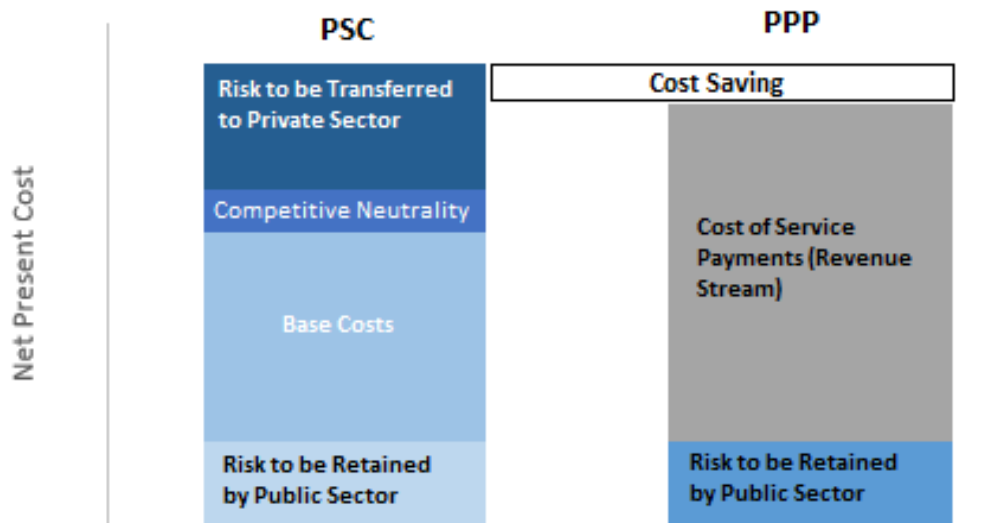 PSC
PPP
Risk to be Transferred
to Private Sector
Cost Saving
Competitive Neutrality
Cost of Service
Payments (Revenue
Stream)
Base Costs
Net Present Cost
Risk to be Retained
by Public Sector
Risk to be Retained
by Public Sector